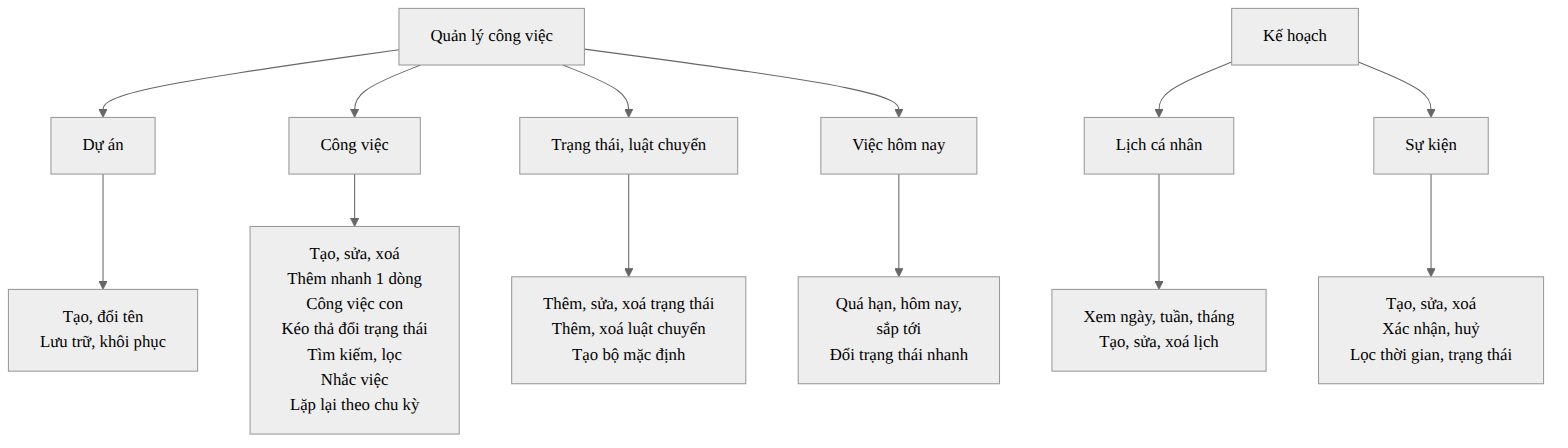 Quản lý công việc
Kế hoạch
Dự án
Công việc
Trạng thái, luật chuyển
Việc hôm nay
Lịch cá nhân
Sự kiện
Tạo, đổi tên
Lưu trữ, khôi phục
Tạo, sửa, xoá
Thêm nhanh 1 dòng
Công việc con
Kéo thả đổi trạng thái
Tìm kiếm, lọc
Nhắc việc
Lặp lại theo chu kỳ
Thêm, sửa, xoá trạng thái
Thêm, xoá luật chuyển
Tạo bộ mặc định
Quá hạn, hôm nay,
sắp tới
Đổi trạng thái nhanh
Xem ngày, tuần, tháng
Tạo, sửa, xoá lịch
Tạo, sửa, xoá
Xác nhận, huỷ
Lọc thời gian, trạng thái